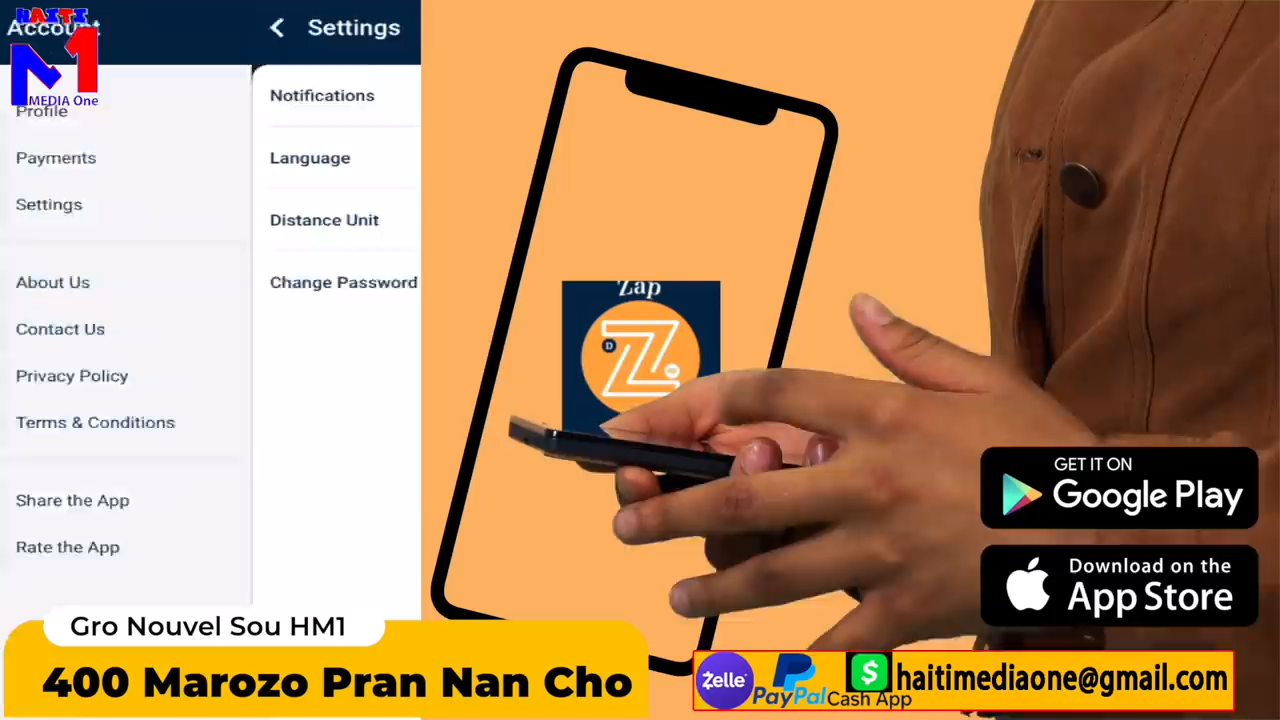 HAITI
M1
MEDIA One
Account
Profile
Payments
Settings
About Us
Contact Us
Privacy Policy
Terms & Conditions
Share the App
Rate the App
Settings
Notifications
Language
Distance Unit
Change Password
Zap
D
Z
GET IT ON
Google Play
Download on the
App Store
Gro Nouvel Sou HM1
400 Marozo Pran Nan Cho
Zelle
PayPal
$
Cash App
haitimediaone@gmail.com